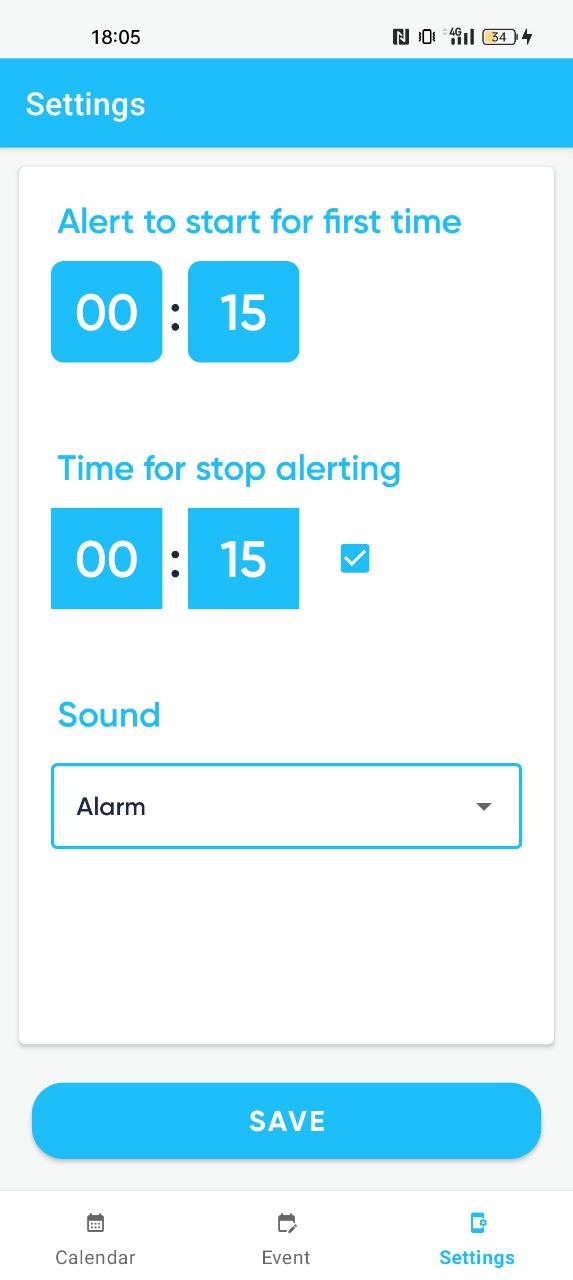 18:05
4G
34
Settings
Alert to start for first time
00 : 15
Time for stop alerting
00 : 15
Sound
Alarm
SAVE
Calendar Event Settings